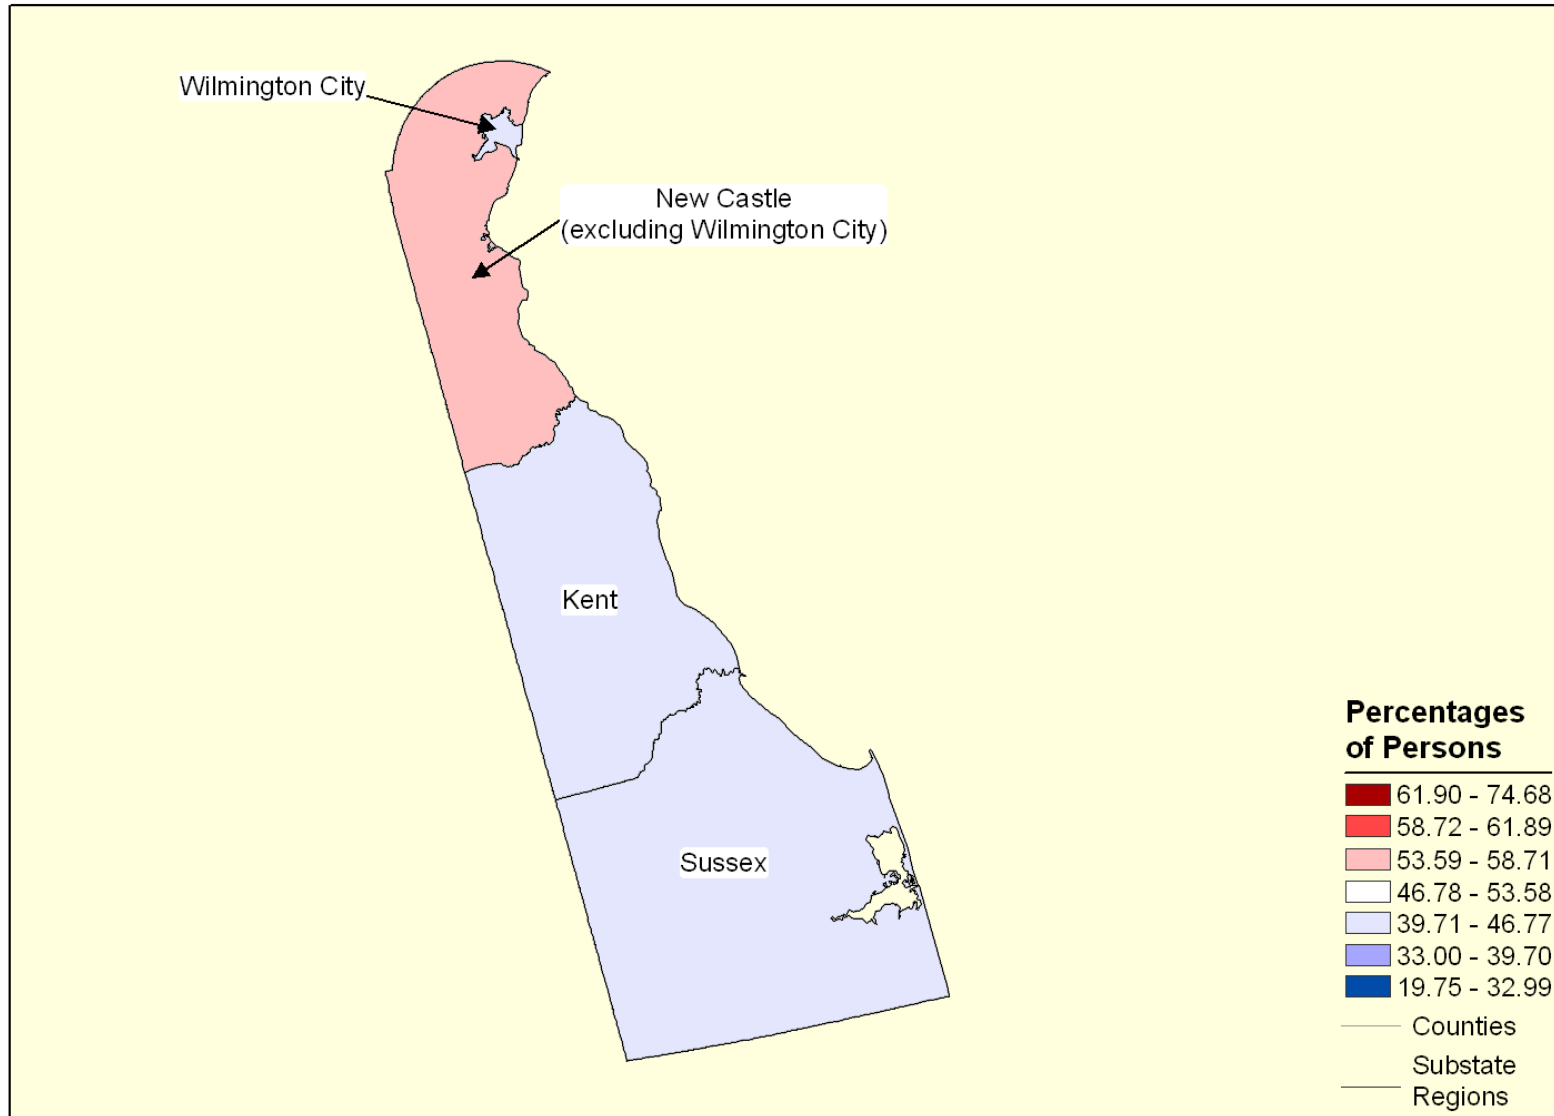 Wilmington City
New Castle
(excluding Wilmington City)
Kent
Sussex
Percentages
of Persons
61.90 - 74.68
58.72 - 61.89
53.59 - 58.71
46.78 - 53.58
39.71 - 46.77
33.00 - 39.70
19.75 - 32.99
Counties
Substate
Regions